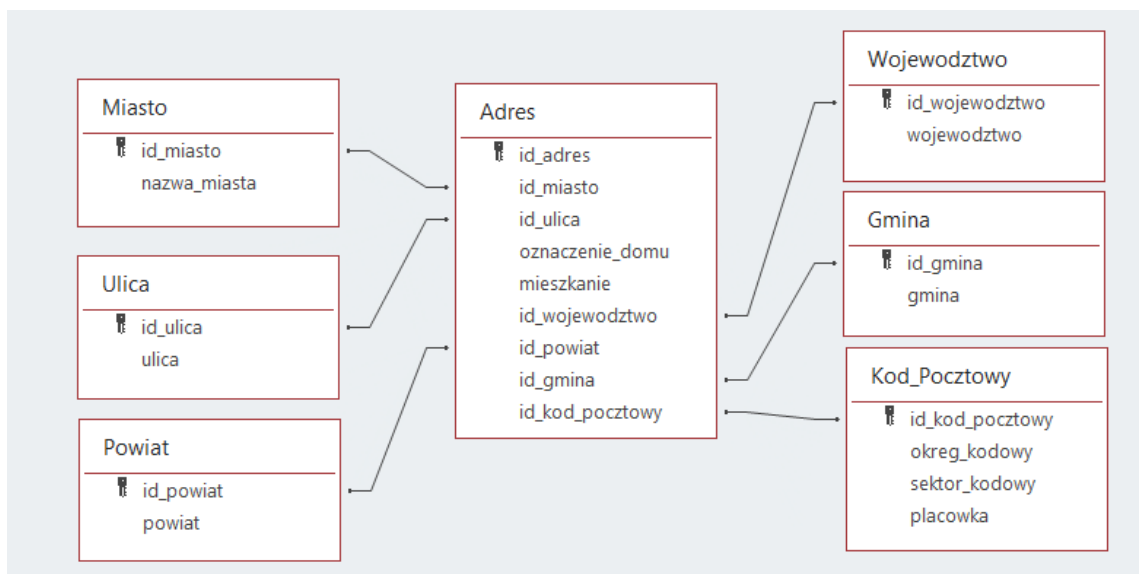 Miasto
id_miasto
nazwa_miasta
Ulica
id_ulica
ulica
Powiat
id_powiat
powiat
Adres
id_adres
id_miasto
id_ulica
oznaczenie_domu
mieszkanie
id_wojewodztwo
id_powiat
id_gmina
id_kod_pocztowy
Wojewodztwo
id_wojewodztwo
wojewodztwo
Gmina
id_gmina
gmina
Kod_Pocztowy
id_kod_pocztowy
okreg_kodowy
sektor_kodowy
placowka